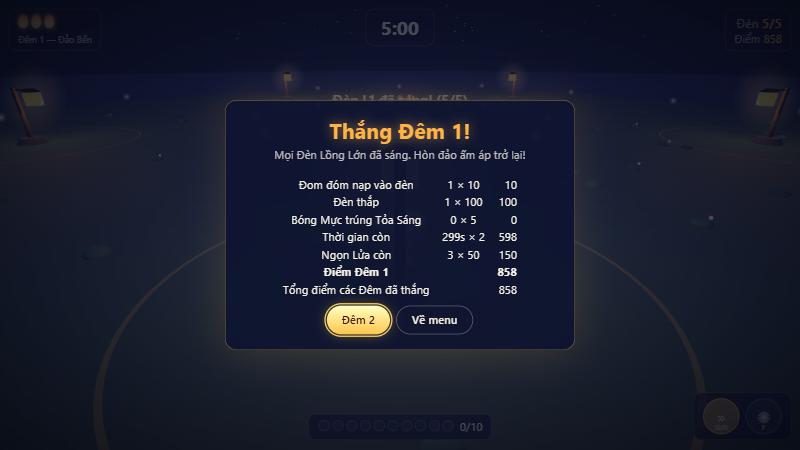 5:00
Đêm 1 — Đảo Bến
Đèn 5/5
Điểm 858
Thắng Đêm 1!
Mọi Đèn Lồng Lớn đã sáng. Hòn đảo ấm áp trở lại!
Đom đóm nạp vào đèn 1 × 10 10
Đèn thắp 1 × 100 100
Bóng Mực trúng Tỏa Sáng 0 × 5 0
Thời gian còn 299s × 2 598
Ngọn Lửa còn 3 × 50 150
Điểm Đêm 1 858
Tổng điểm các Đêm đã thắng 858
Đêm 2
Về menu
0/10